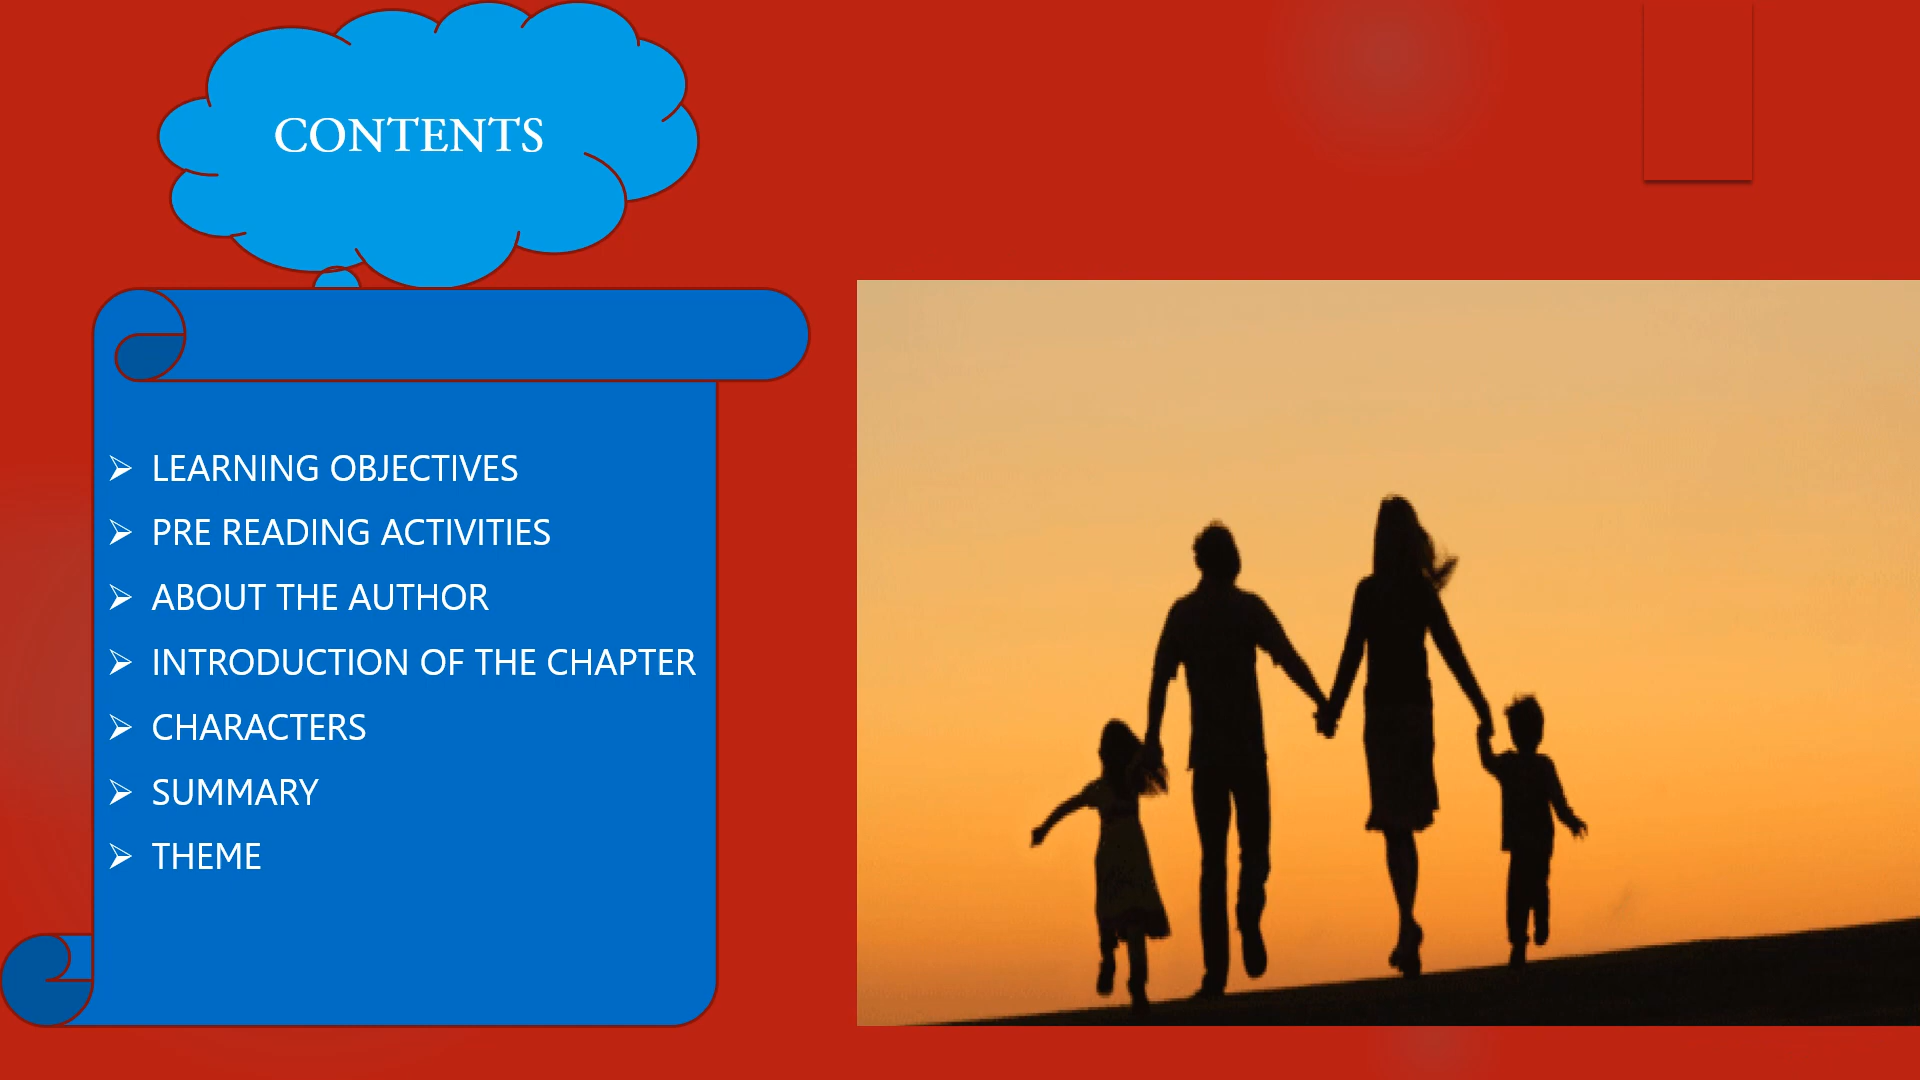 CONTENTS
LEARNING OBJECTIVES
PRE READING ACTIVITIES
ABOUT THE AUTHOR
INTRODUCTION OF THE CHAPTER
CHARACTERS
SUMMARY
THEME